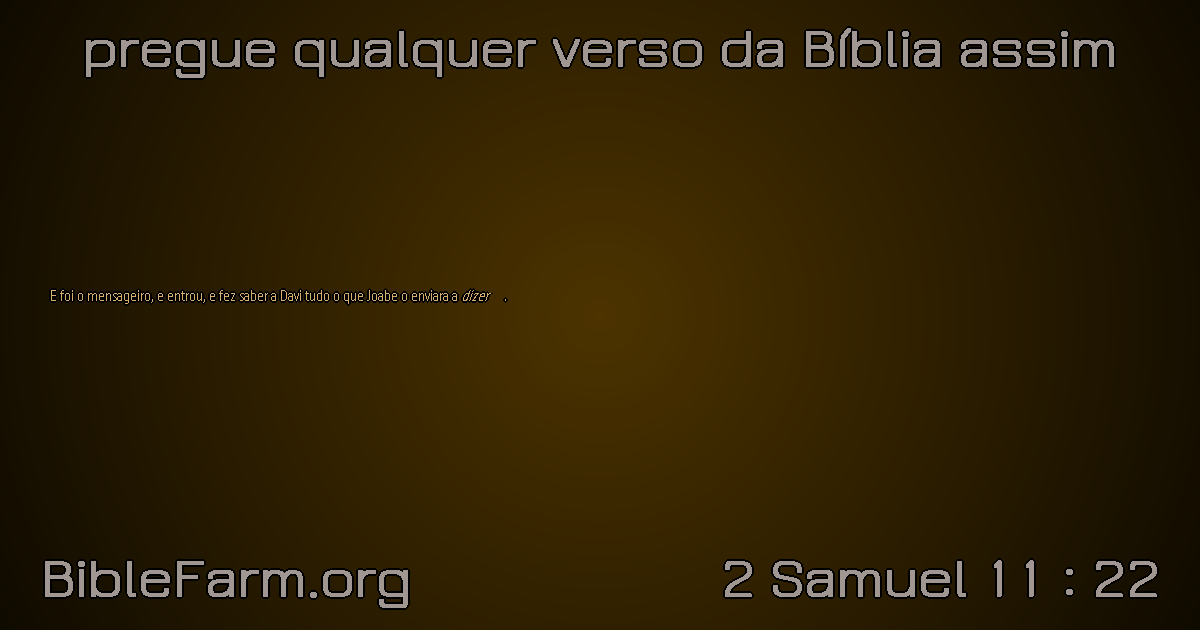 pregue qualquer verso da Bíblia assim
E foi o mensageiro, e entrou, e fez saber a Davi tudo o que Joabe o enviara a dizer .
BibleFarm.org
2 Samuel 11 : 22